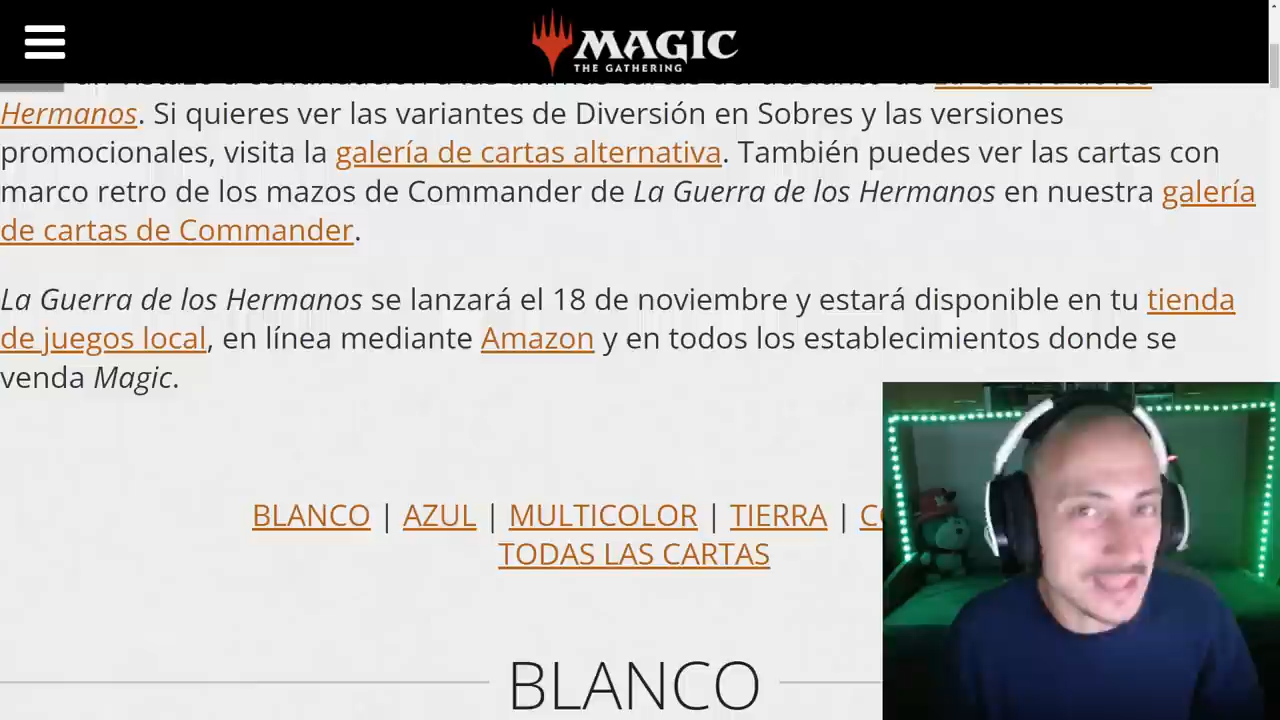 MAGIC
THE GATHERING
Hermanos. Si quieres ver las variantes de Diversión en Sobres y las versiones
promocionales, visita la galería de cartas alternativa. También puedes ver las cartas con
marco retro de los mazos de Commander de La Guerra de los Hermanos en nuestra galería
de cartas de Commander.
La Guerra de los Hermanos se lanzará el 18 de noviembre y estará disponible en tu tienda
de juegos local, en línea mediante Amazon y en todos los establecimientos donde se
venda Magic.
BLANCO | AZUL | MULTICOLOR | TIERRA |
TODAS LAS CARTAS
BLANCO